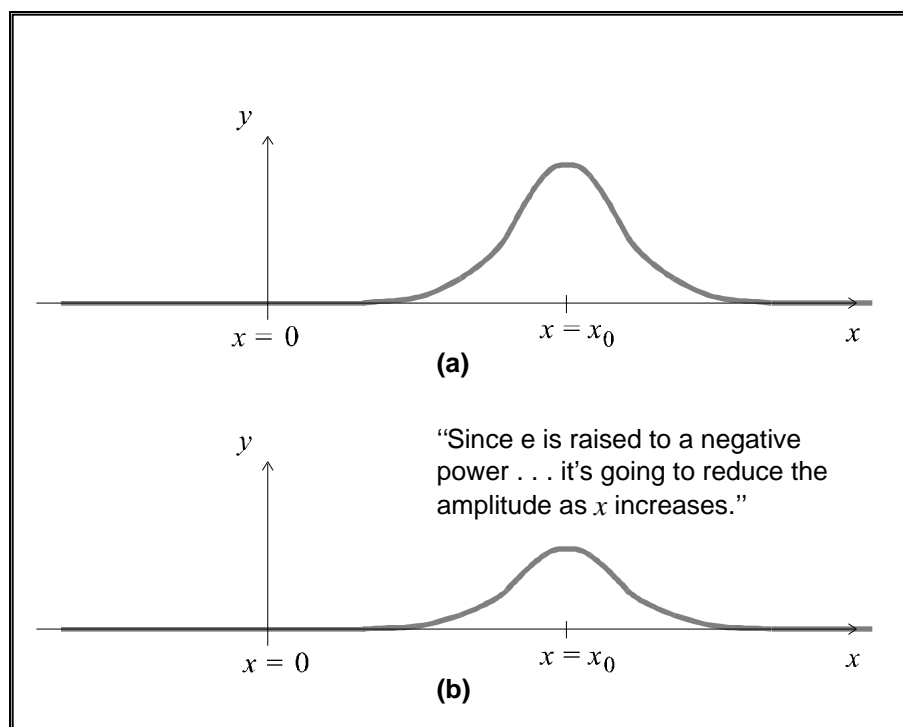 y
x = 0
x = x0
x
(a)
“Since e is raised to a negative
power . . . it’s going to reduce the
amplitude as x increases.”
y
x = 0
x = x0
x
(b)